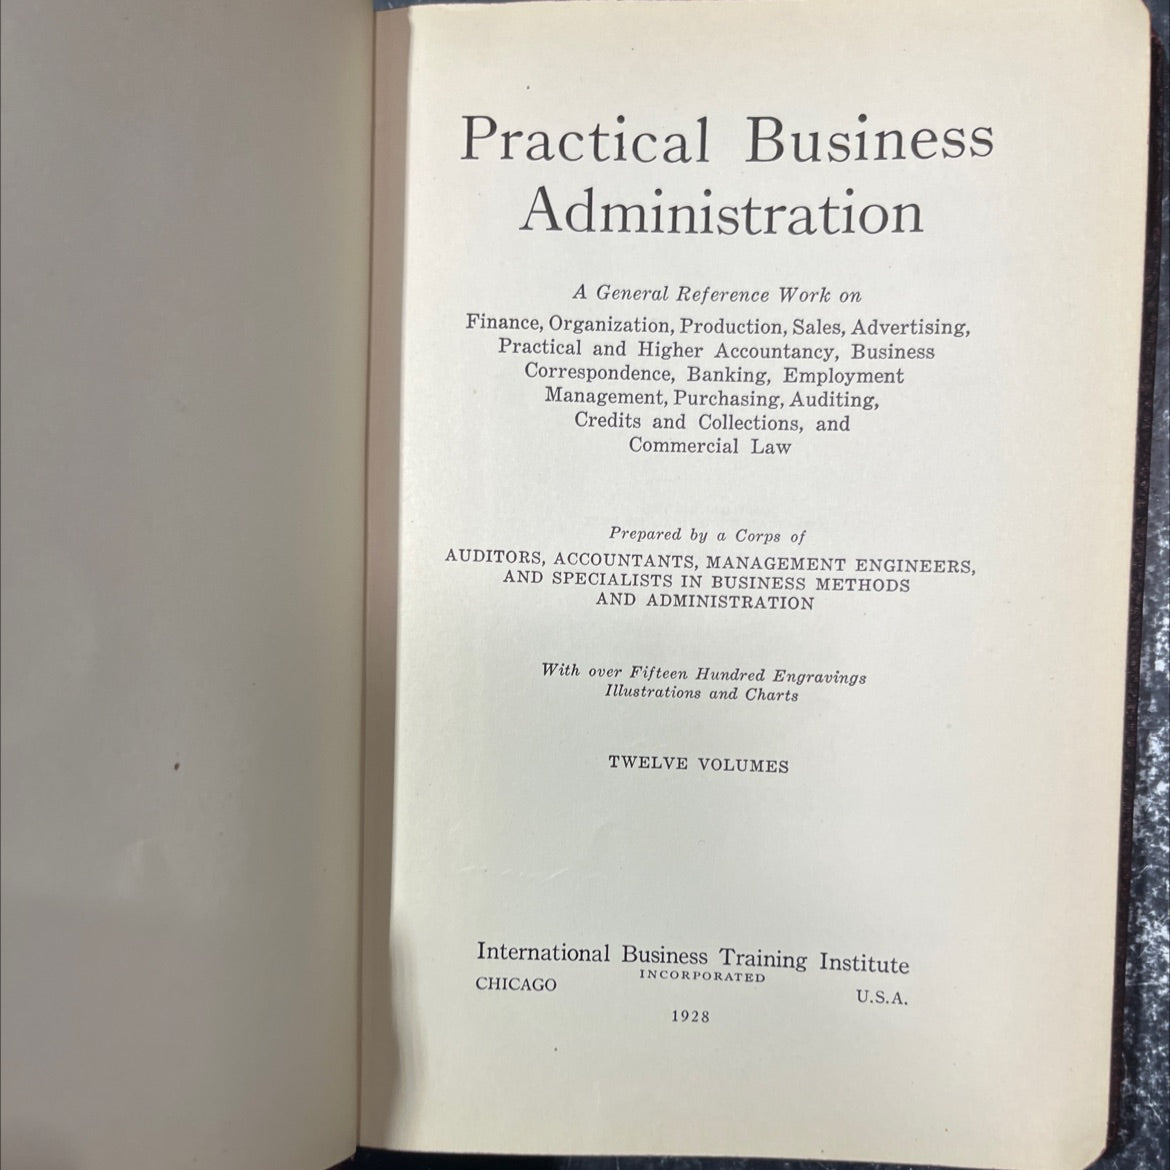 Practical Business
Administration
A General Reference Work on
Finance, Organization, Production, Sales, Advertising,
Practical and Higher Accountancy, Business
Correspondence, Banking, Employment
Management, Purchasing, Auditing,
Credits and Collections, and
Commercial Law
Prepared by a Corps of
AUDITORS, ACCOUNTANTS, MANAGEMENT ENGINEERS,
AND SPECIALISTS IN BUSINESS METHODS
AND ADMINISTRATION
With over Fifteen Hundred Engravings
Illustrations and Charts
TWELVE VOLUMES
International Business Training Institute
INCORPORATED
CHICAGO U.S.A.
1928